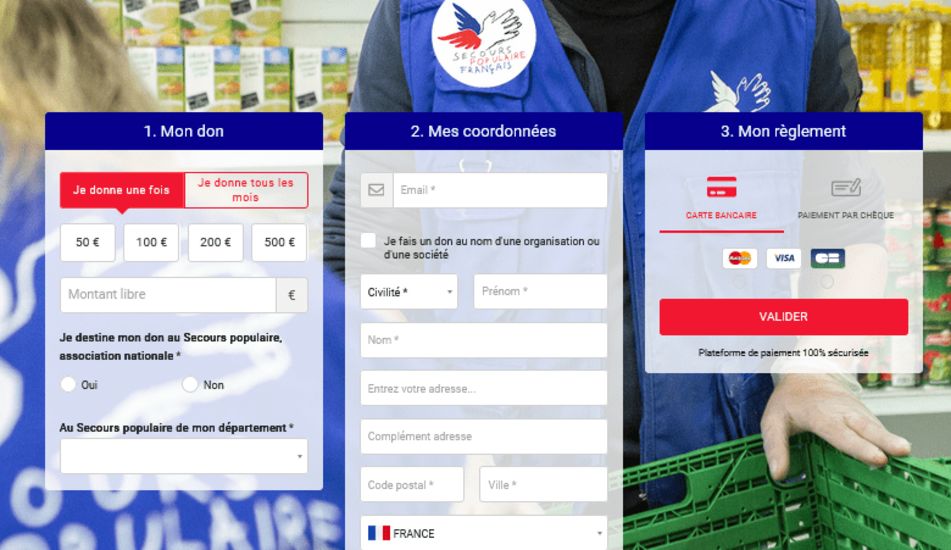 SECOURS
POPULAIRE
FRANÇAIS
1. Mon don
Je donne une fois
Je donne tous les
mois
50 €
100 €
200 €
500 €
Montant libre
€
Je destine mon don au Secours populaire,
association nationale *
Oui
Non
Au Secours populaire de mon département *
2. Mes coordonnées
Email *
Je fais un don au nom d'une organisation ou
d'une société
Civilité *
Prénom *
Nom *
Entrez votre adresse...
Complément adresse
Code postal *
Ville *
FRANCE
3. Mon règlement
CARTE BANCAIRE
PAIEMENT PAR CHÈQUE
VISA
CB
VALIDER
Plateforme de paiement 100% sécurisée